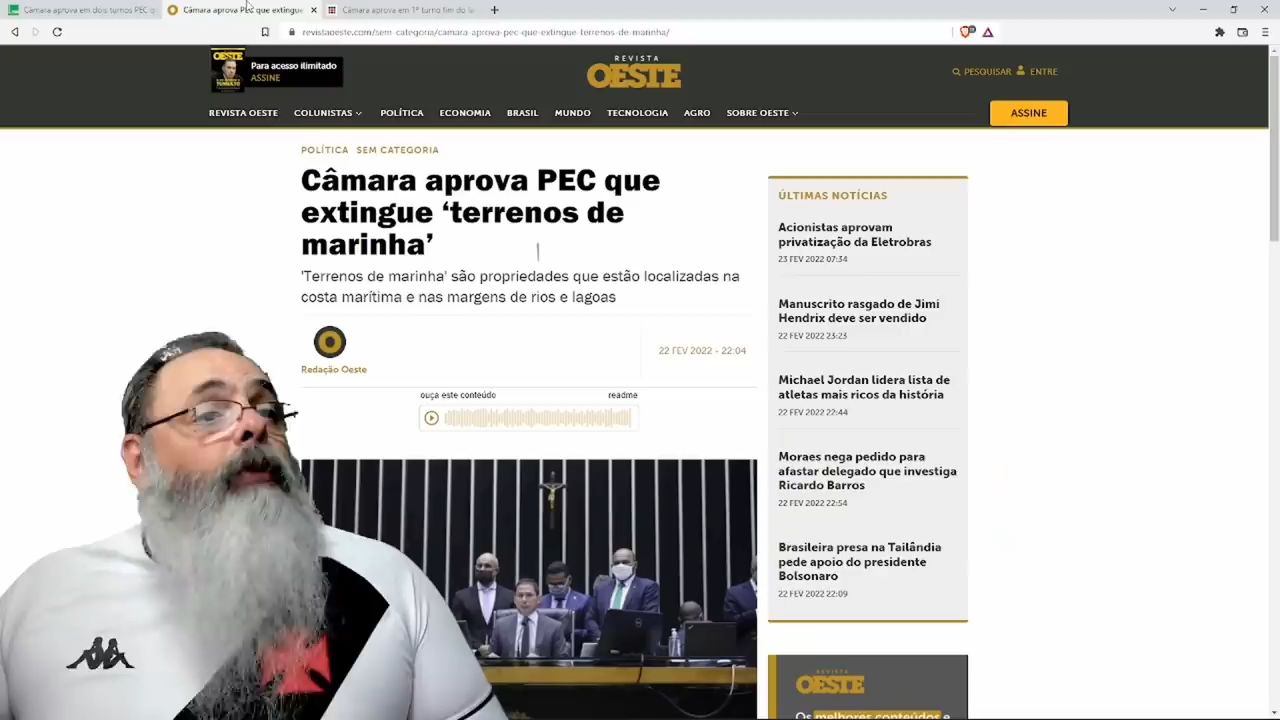 Câmara aprova em dois turnos PEC q
Câmara aprova PEC que extingue
Câmara aprova em 1º turno fim do la
revistaoeste.com/sem-categoria/camara-aprova-pec-que-extingue-terrenos-de-marinha/
OESTE
Para acesso ilimitado
ASSINE
REVISTA
OESTE
PESQUISAR
ENTRE
REVISTA OESTE
COLUNISTAS
POLÍTICA
ECONOMIA
BRASIL
MUNDO
TECNOLOGIA
AGRO
SOBRE OESTE
ASSINE
POLÍTICA SEM CATEGORIA
Câmara aprova PEC que
extingue ‘terrenos de
marinha’
'Terrenos de marinha' são propriedades que estão localizadas na
costa marítima e nas margens de rios e lagoas
Redação Oeste
22 FEV 2022 - 22:04
ouça este conteúdo
readme
ÚLTIMAS NOTÍCIAS
Acionistas aprovam
privatização da Eletrobras
23 FEV 2022 07:34
Manuscrito rasgado de Jimi
Hendrix deve ser vendido
22 FEV 2022 23:23
Michael Jordan lidera lista de
atletas mais ricos da história
22 FEV 2022 22:44
Moraes nega pedido para
afastar delegado que investiga
Ricardo Barros
22 FEV 2022 22:54
Brasileira presa na Tailândia
pede apoio do presidente
Bolsonaro
22 FEV 2022 22:09
REVISTA
OESTE
Os melhores conteúdos e